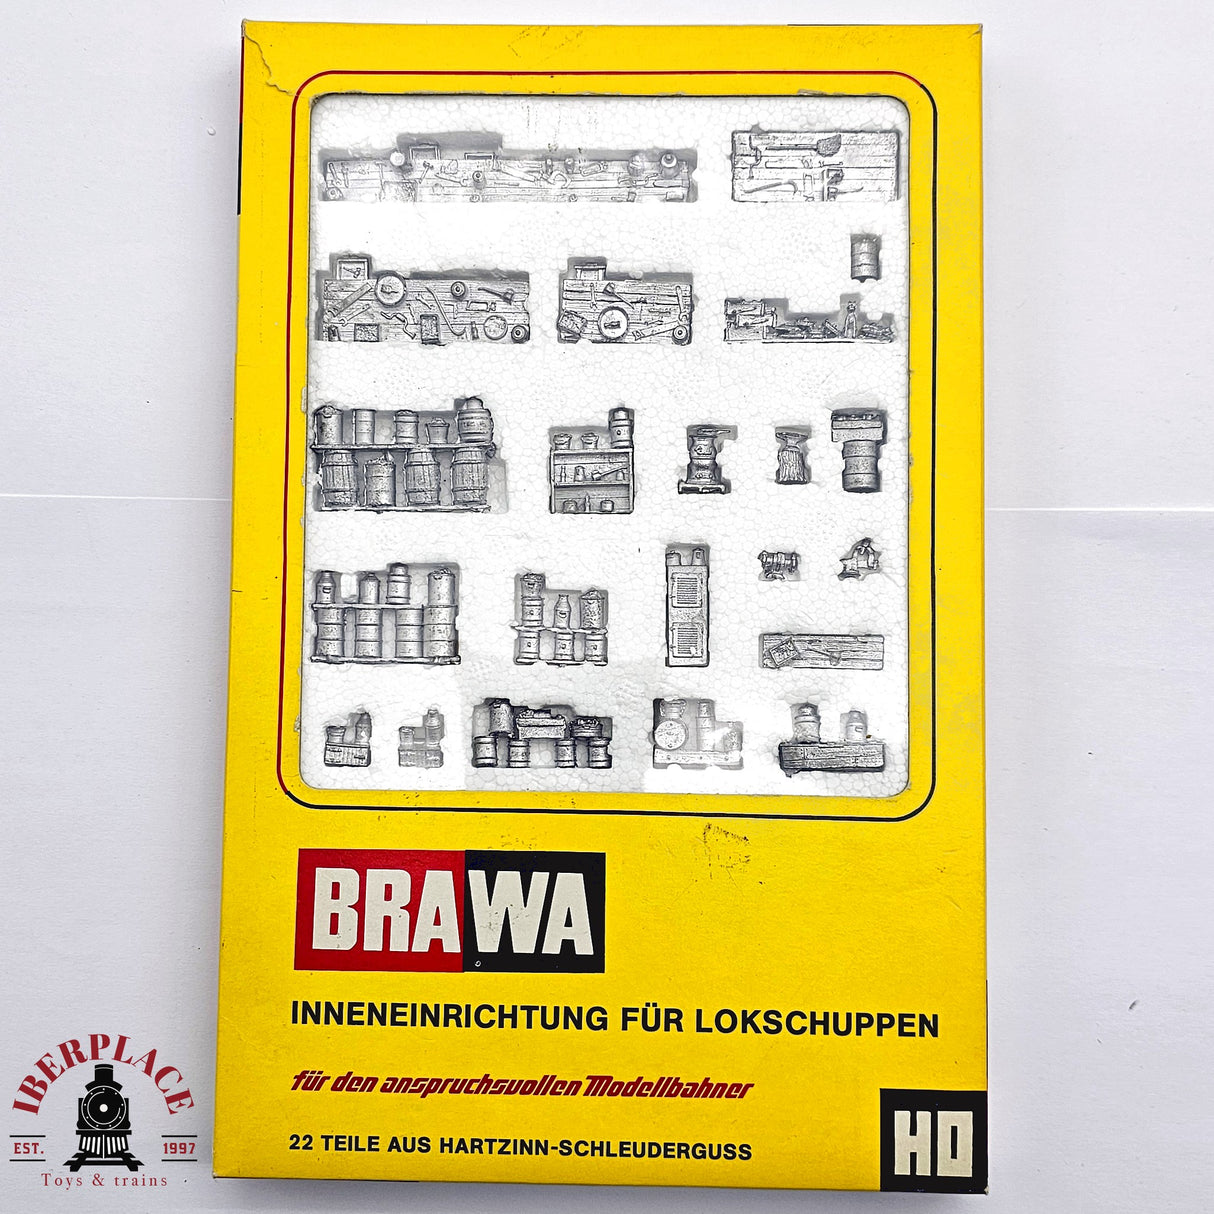 BRAWA
INNENEINRICHTUNG FÜR LOKSCHUPPEN
für den anspruchsvollen Modellbahner
22 TEILE AUS HARTZINN-SCHLEUDERGUSS
HO
IBERPLACE
EST. 1997
Toys & trains